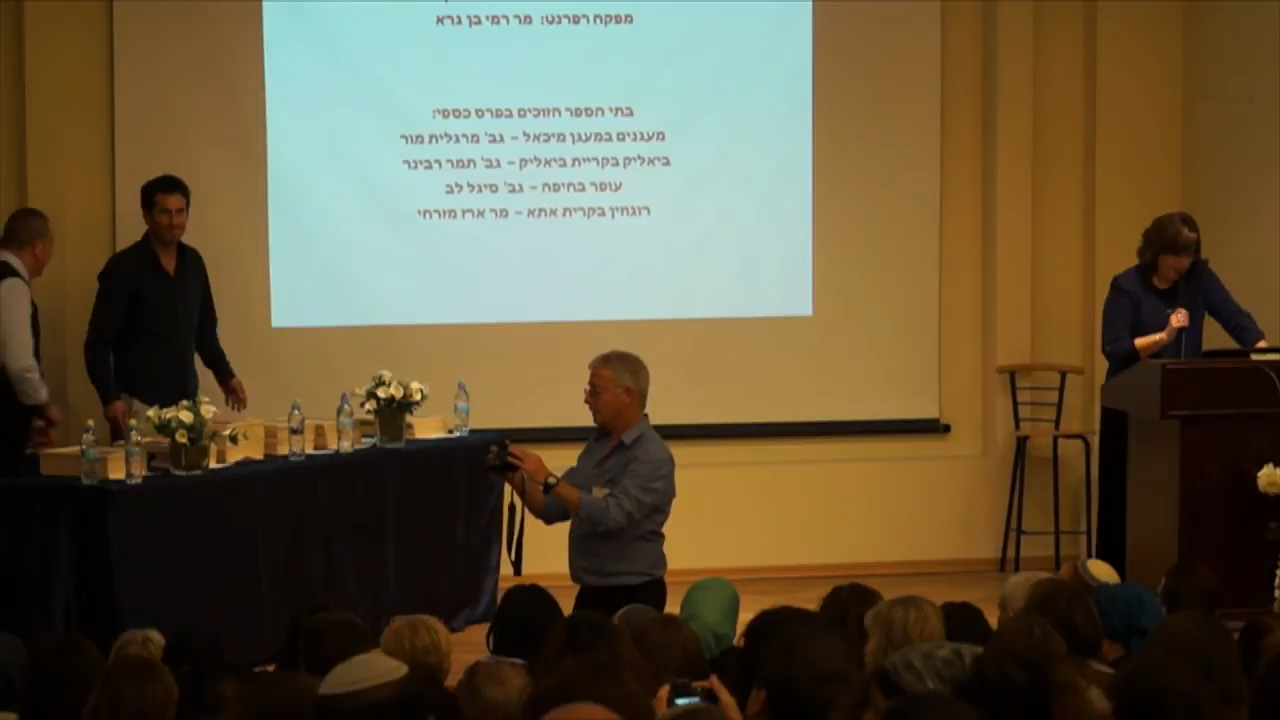 מפקח רפרנט: מר רמי בן גרא
בתי הספר הזוכים בפרס כספי:
מעגנים במעגן מיכאל – גב' מרגלית מור
ביאליק בקריית ביאליק – גב' תמר רבינר
עופר בחיפה – גב' סיגל לב
רוגוזין בקרית אתא – מר ארז מזרחי